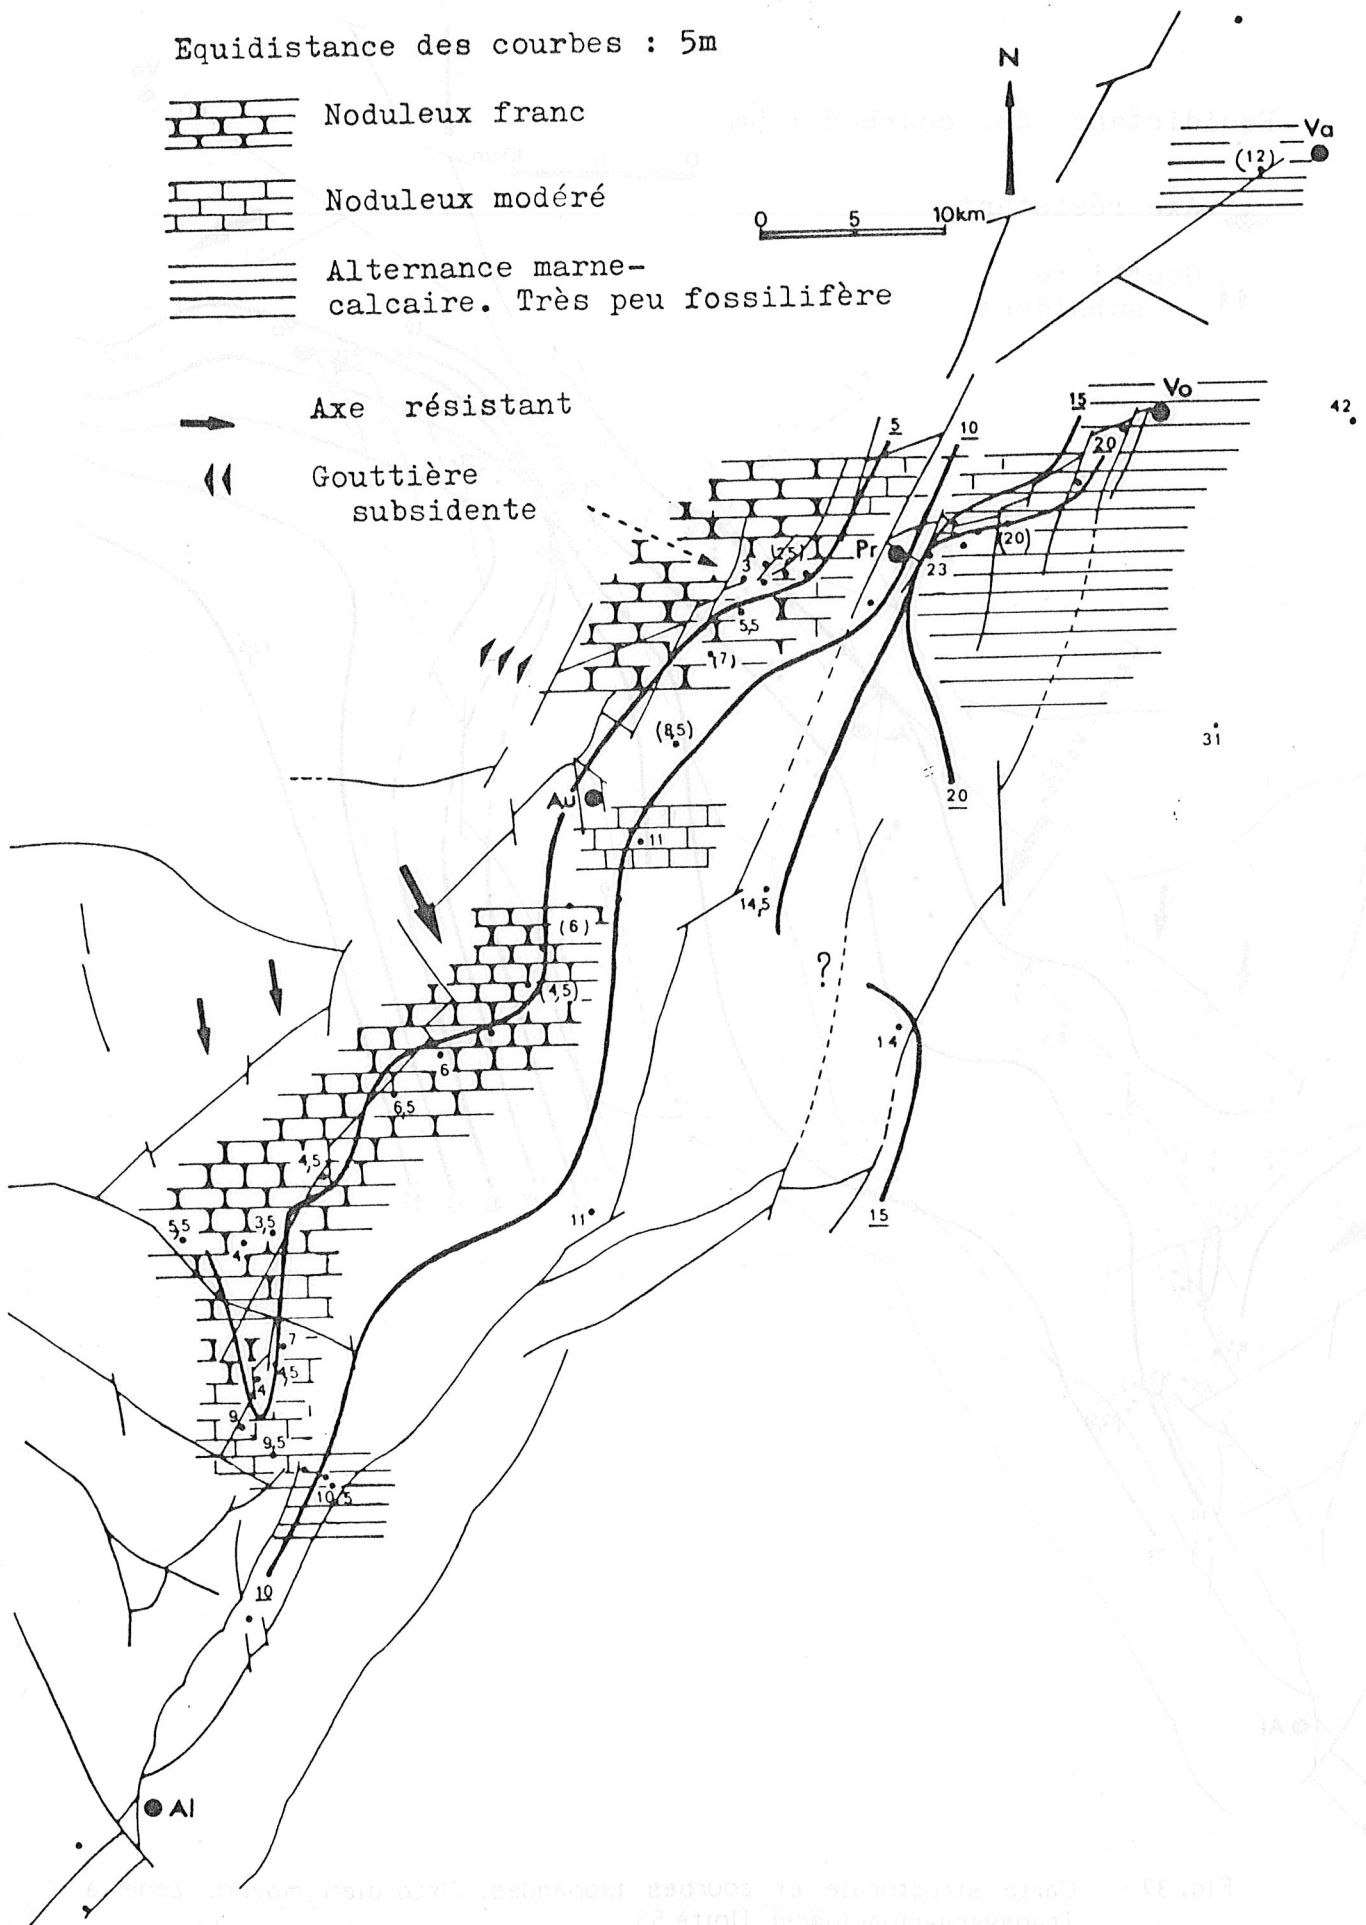 Equidistance des courbes : 5m
N
Noduleux franc
Va
(12)
Noduleux modéré
0 5 10km
Alternance marne-
calcaire. Très peu fossilifère
Axe résistant
Vo
42
15
5
10
20
Gouttière
subsidente
(20)
Pr
3
(2,5)
23
5,5
(7)
(8,5)
31
20
Au
11
14,5
(6)
?
(4,5)
14
6
6,5
4,5
11
15
5,5
3,5
4
7
4,5
4
9
9,5
10,5
10
Al